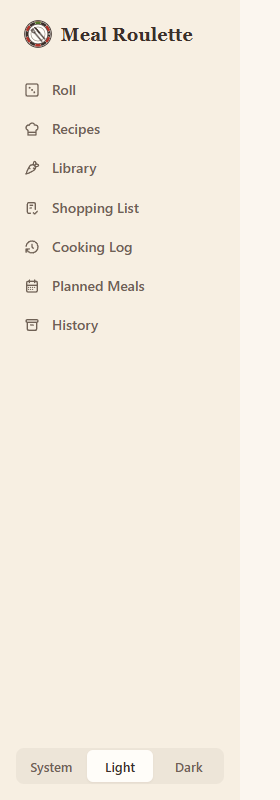 Meal Roulette
Roll
Recipes
Library
Shopping List
Cooking Log
Planned Meals
History
System Light Dark